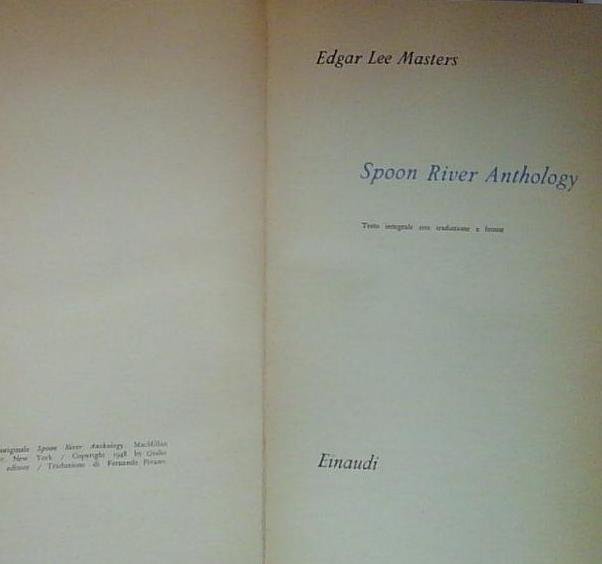 originale Spoon River Anthology. MacMillan
New York / Copyright 1948 by Giulio
editore / Traduzione di Fernanda Pivano
Edgar Lee Masters
Spoon River Anthology
Testo integrale con traduzione a fronte
Einaudi